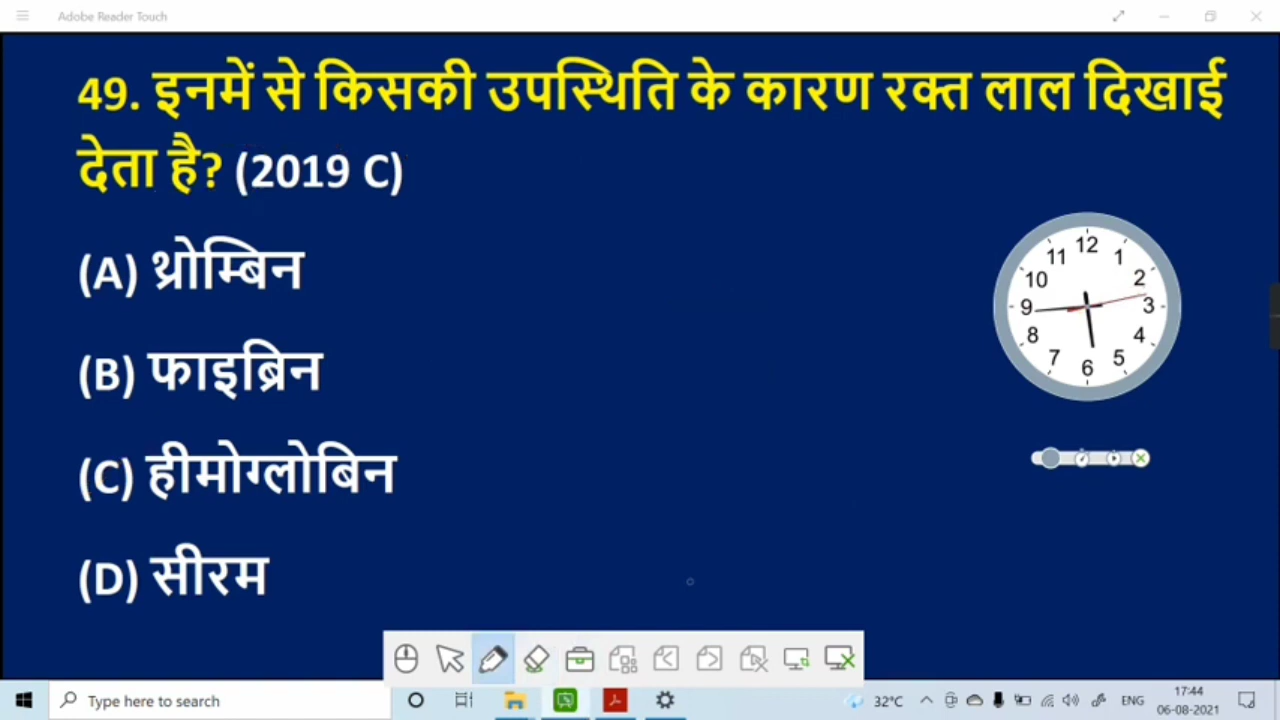 Adobe Reader Touch
49. इनमें से किसकी उपस्थिति के कारण रक्त लाल दिखाई
देता है? (2019 C)
(A) थ्रोम्बिन
(B) फाइब्रिन
(C) हीमोग्लोबिन
(D) सीरम
12
11 1
10 2
9 3
8 4
7 5
6
Type here to search
32°C ENG 17:44
06-08-2021